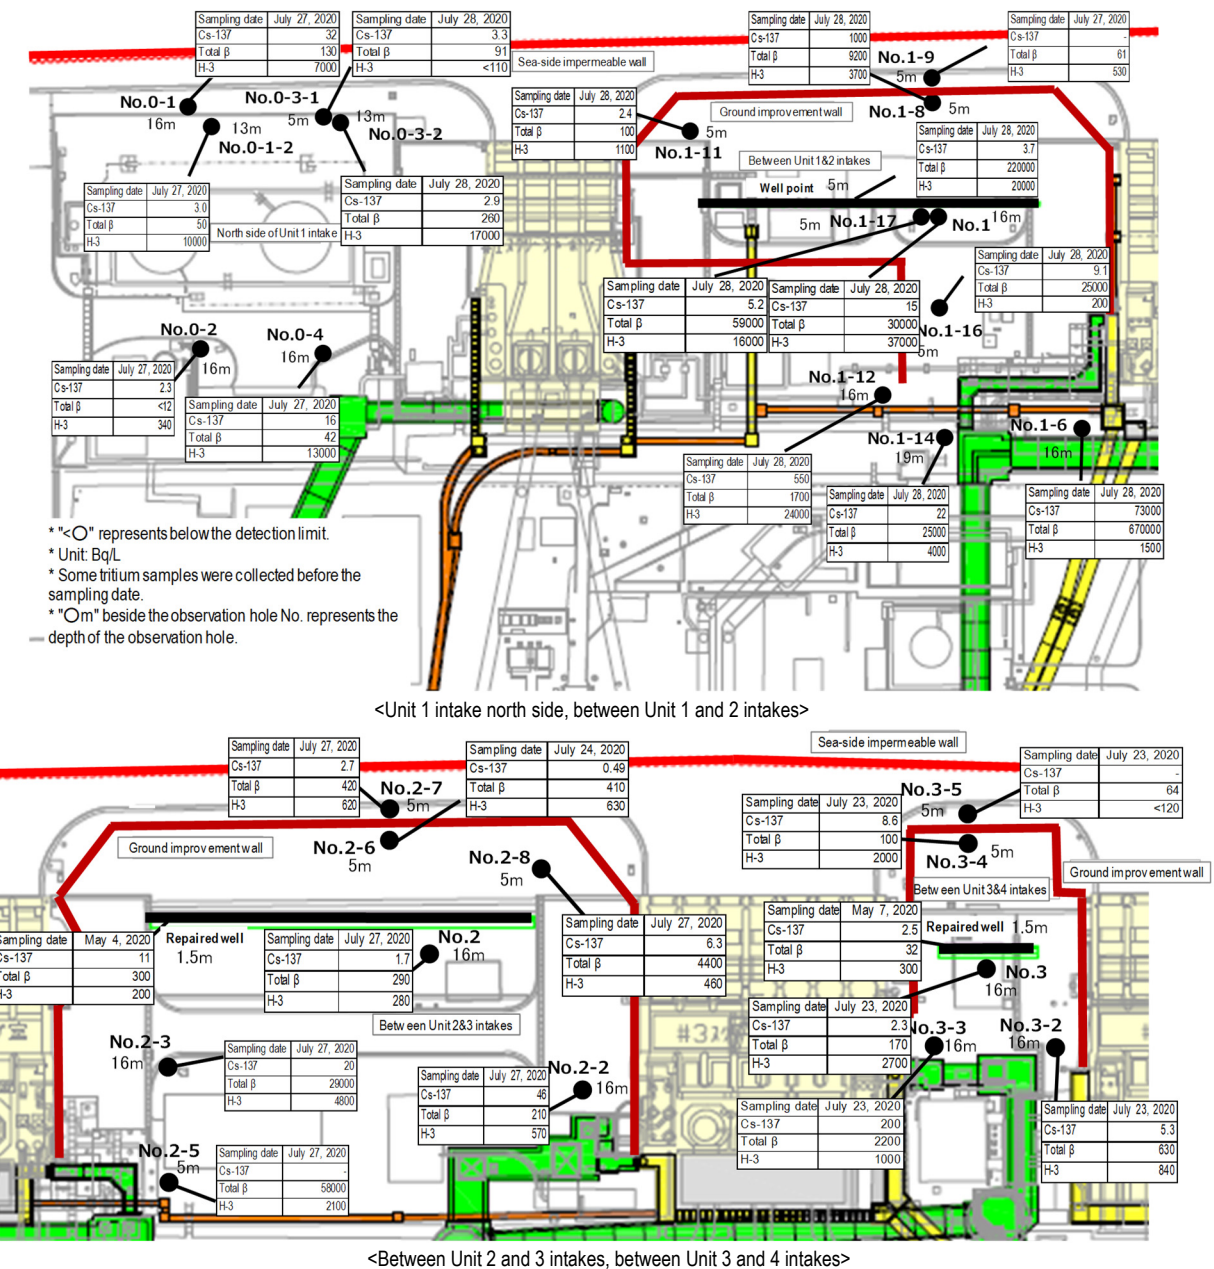 Sampling date July 27, 2020
Cs-137 32
Total β 130
H-3 7000
Sampling date July 28, 2020
Cs-137 3.3
Total β 91
H-3 <110
Sea-side impermeable wall
Sampling date July 28, 2020
Cs-137 1000
Total β 9200
H-3 3700
Sampling date July 27, 2020
Cs-137 -
Total β 61
H-3 530
No.1-9
5m
No.1-8
5m
No.0-1
16m
No.0-3-1
5m
13m
No.0-3-2
13m
No.0-1-2
Sampling date July 28, 2020
Cs-137 2.4
Total β 100
H-3 1100
5m
No.1-11
Ground improvement wall
Between Unit 1&2 intakes
Well point 5m
Sampling date July 28, 2020
Cs-137 3.7
Total β 220000
H-3 20000
Sampling date July 27, 2020
Cs-137 3.0
Total β 50
H-3 10000
North side of Unit 1 intake
Sampling date July 28, 2020
Cs-137 2.9
Total β 260
H-3 17000
5m No.1-17
No.1 16m
Sampling date July 28, 2020
Cs-137 5.2
Total β 59000
H-3 16000
Sampling date July 28, 2020
Cs-137 15
Total β 30000
H-3 37000
Sampling date July 28, 2020
Cs-137 9.1
Total β 25000
H-3 200
No.1-16
5m
No.0-2
16m
No.0-4
16m
Sampling date July 27, 2020
Cs-137 2.3
Total β <12
H-3 340
Sampling date July 27, 2020
Cs-137 16
Total β 42
H-3 13000
No.1-12
16m
No.1-14
19m
No.1-6
16m
Sampling date July 28, 2020
Cs-137 550
Total β 1700
H-3 24000
Sampling date July 28, 2020
Cs-137 22
Total β 25000
H-3 4000
Sampling date July 28, 2020
Cs-137 73000
Total β 670000
H-3 1500
* "<○" represents below the detection limit.
* Unit: Bq/L
* Some tritium samples were collected before the
sampling date.
* "○m" beside the observation hole No. represents the
depth of the observation hole.
<Unit 1 intake north side, between Unit 1 and 2 intakes>
Sampling date July 27, 2020
Cs-137 2.7
Total β 420
H-3 620
Sampling date July 24, 2020
Cs-137 0.49
Total β 410
H-3 630
Sea-side impermeable wall
Sampling date July 23, 2020
Cs-137 -
Total β 64
H-3 <120
No.2-7
5m
No.2-6
5m
No.2-8
5m
Ground improvement wall
Sampling date July 23, 2020
Cs-137 8.6
Total β 100
H-3 2000
No.3-5
5m
No.3-4
5m
Ground improvement wall
Between Unit 3&4 intakes
Sampling date May 4, 2020
Cs-137 11
Total β 300
H-3 200
Repaired well
1.5m
Sampling date July 27, 2020
Cs-137 1.7
Total β 290
H-3 280
No.2
16m
Between Unit 2&3 intakes
Sampling date July 27, 2020
Cs-137 6.3
Total β 4400
H-3 460
Sampling date May 7, 2020
Cs-137 2.5
Total β 32
H-3 300
Repaired well 1.5m
No.3
16m
Sampling date July 23, 2020
Cs-137 2.3
Total β 170
H-3 2700
No.3-3
16m
No.3-2
16m
No.2-3
16m
Sampling date July 27, 2020
Cs-137 20
Total β 29000
H-3 4800
Sampling date July 27, 2020
Cs-137 46
Total β 210
H-3 570
No.2-2
16m
Sampling date July 23, 2020
Cs-137 200
Total β 2200
H-3 1000
Sampling date July 23, 2020
Cs-137 5.3
Total β 630
H-3 840
No.2-5
5m
Sampling date July 27, 2020
Cs-137 -
Total β 58000
H-3 2100
<Between Unit 2 and 3 intakes, between Unit 3 and 4 intakes>